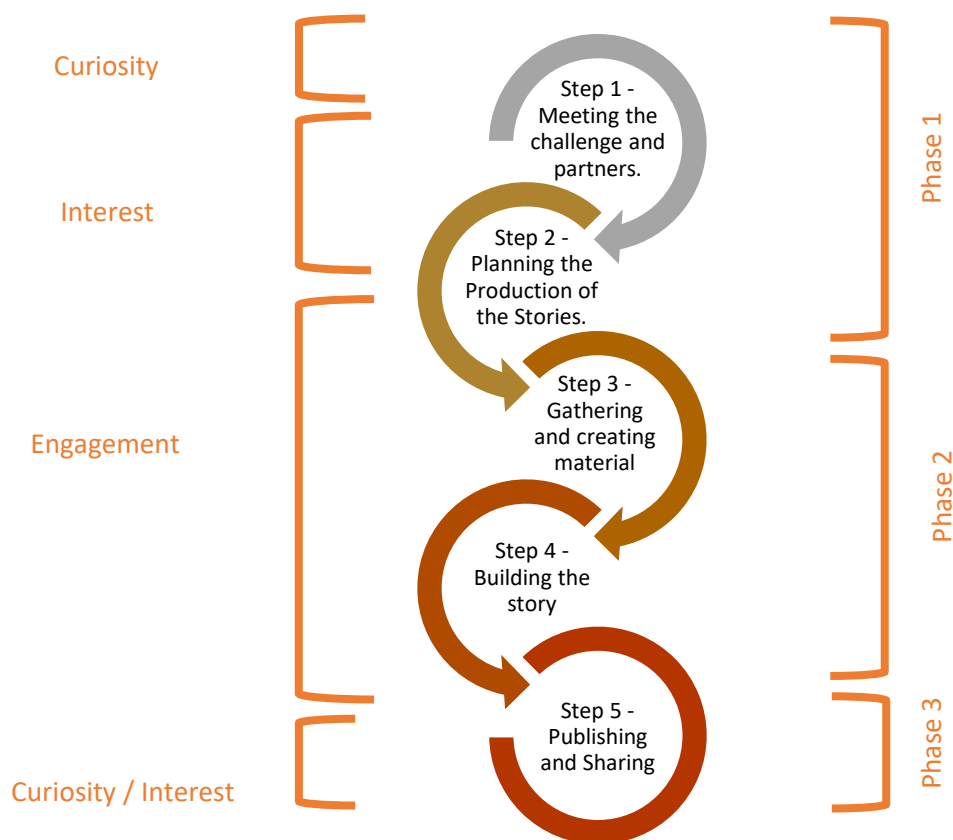 Curiosity
Interest
Engagement
Curiosity / Interest
Step 1 -
Meeting the
challenge and
partners.
Step 2 -
Planning the
Production of
the Stories.
Step 3 -
Gathering
and creating
material
Step 4 -
Building the
story
Step 5 -
Publishing
and Sharing
Phase 1
Phase 2
Phase 3